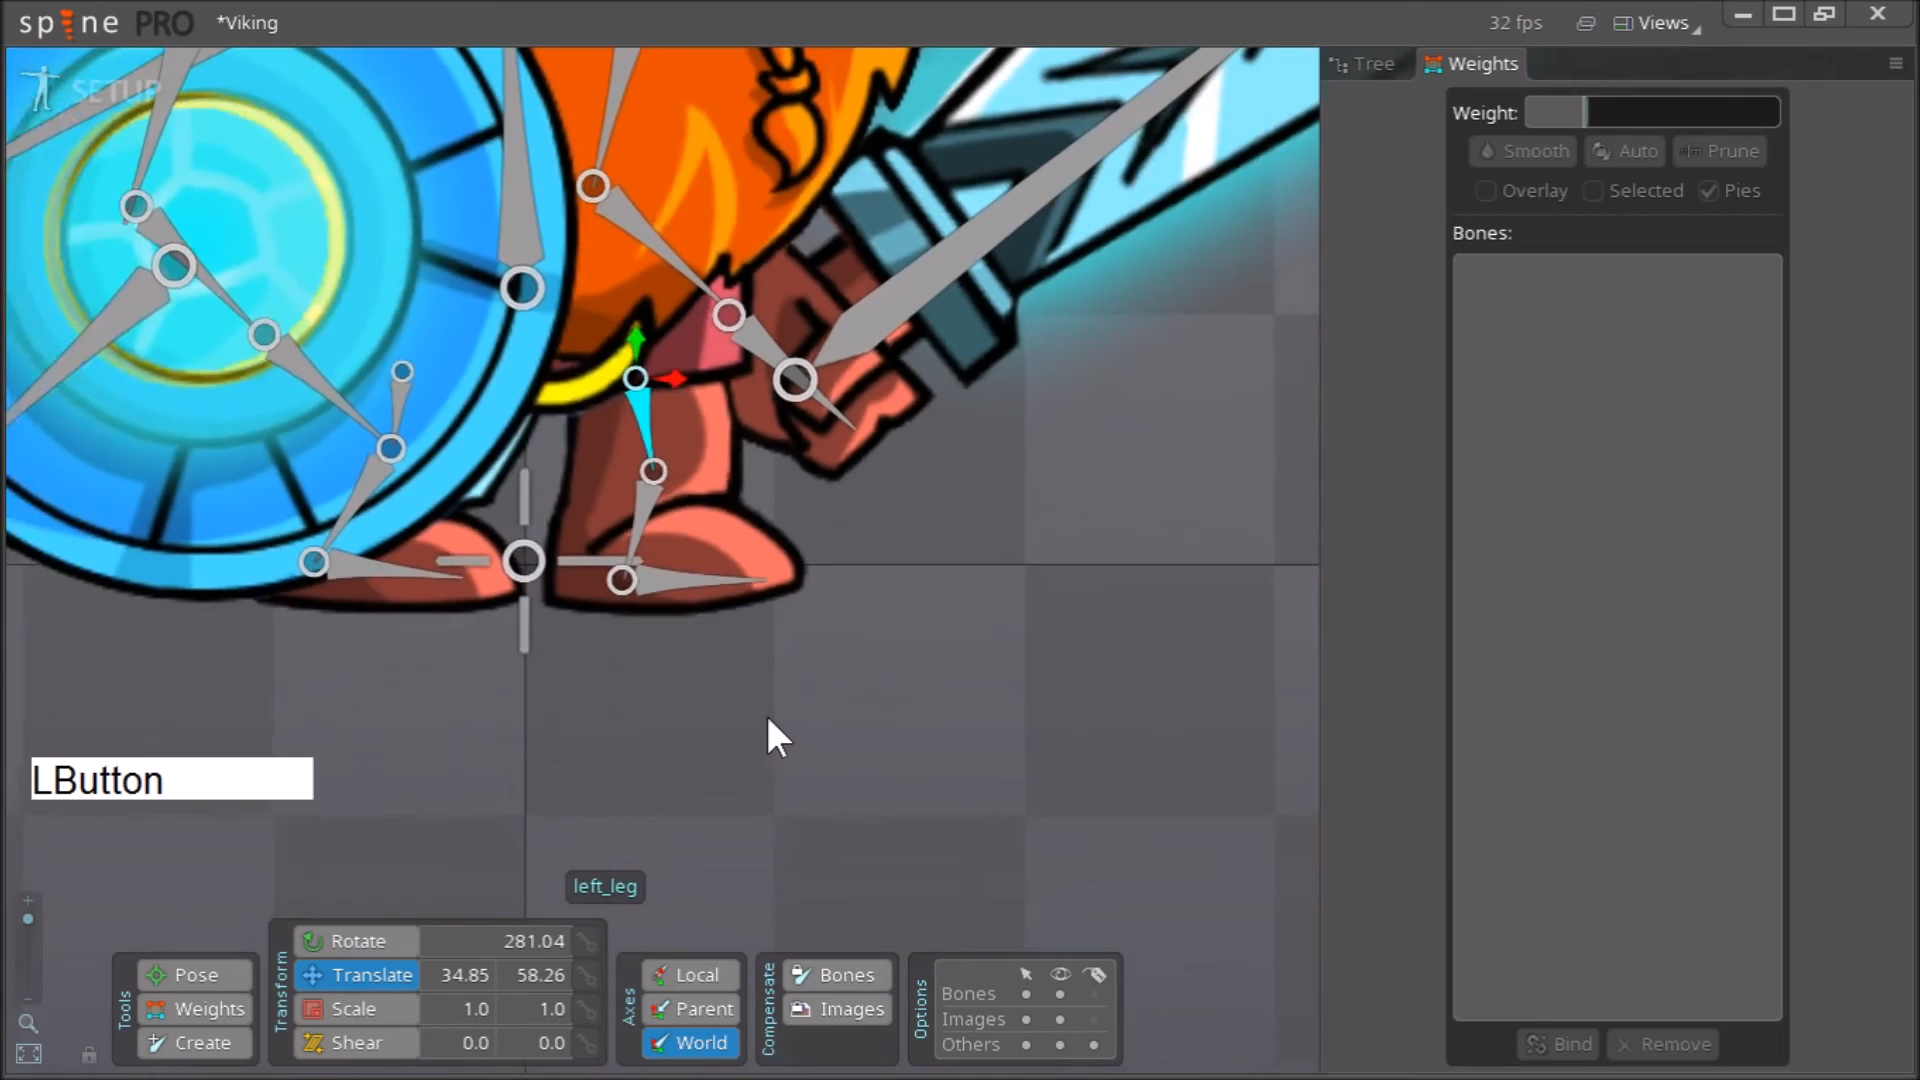 spine PRO
*Viking
32 fps
Views
SETUP
Tree
Weights
Weight:
Smooth
Auto
Prune
Overlay
Selected
Pies
Bones:
LButton
left_leg
Tools
Pose
Weights
Create
Transform
Rotate 281.04
Translate 34.85 58.26
Scale 1.0 1.0
Shear 0.0 0.0
Axes
Local
Parent
World
Compensate
Bones
Images
Options
Bones
Images
Others
Bind
Remove